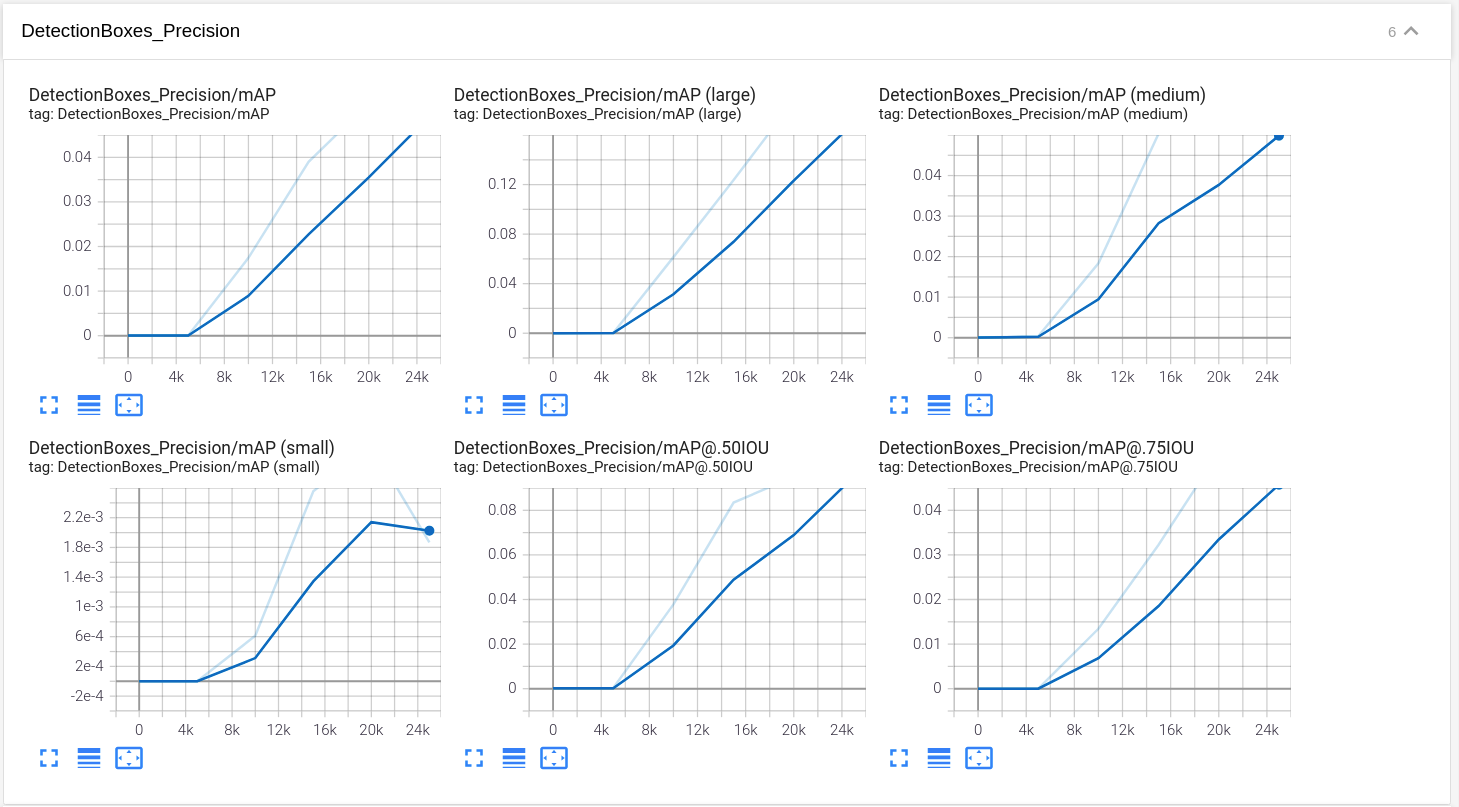 DetectionBoxes_Precision
6
DetectionBoxes_Precision/mAP
tag: DetectionBoxes_Precision/mAP
0.04
0.03
0.02
0.01
0
0 4k 8k 12k 16k 20k 24k
DetectionBoxes_Precision/mAP (large)
tag: DetectionBoxes_Precision/mAP (large)
0.12
0.08
0.04
0
0 4k 8k 12k 16k 20k 24k
DetectionBoxes_Precision/mAP (medium)
tag: DetectionBoxes_Precision/mAP (medium)
0.04
0.03
0.02
0.01
0
0 4k 8k 12k 16k 20k 24k
DetectionBoxes_Precision/mAP (small)
tag: DetectionBoxes_Precision/mAP (small)
2.2e-3
1.8e-3
1.4e-3
1e-3
6e-4
2e-4
-2e-4
0 4k 8k 12k 16k 20k 24k
DetectionBoxes_Precision/mAP@.50IOU
tag: DetectionBoxes_Precision/mAP@.50IOU
0.08
0.06
0.04
0.02
0
0 4k 8k 12k 16k 20k 24k
DetectionBoxes_Precision/mAP@.75IOU
tag: DetectionBoxes_Precision/mAP@.75IOU
0.04
0.03
0.02
0.01
0
0 4k 8k 12k 16k 20k 24k